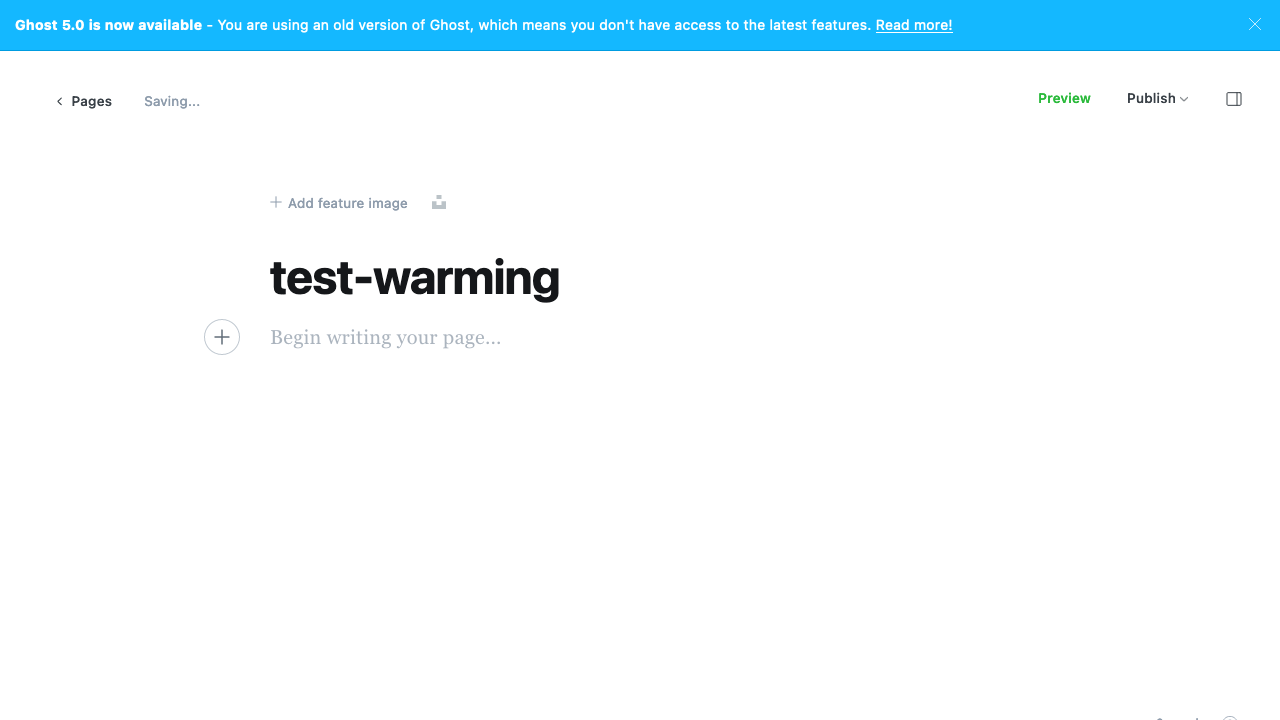 Ghost 5.0 is now available - You are using an old version of Ghost, which means you don't have access to the latest features. Read more!
Pages Saving... Preview Publish
Add feature image
test-warming
Begin writing your page...